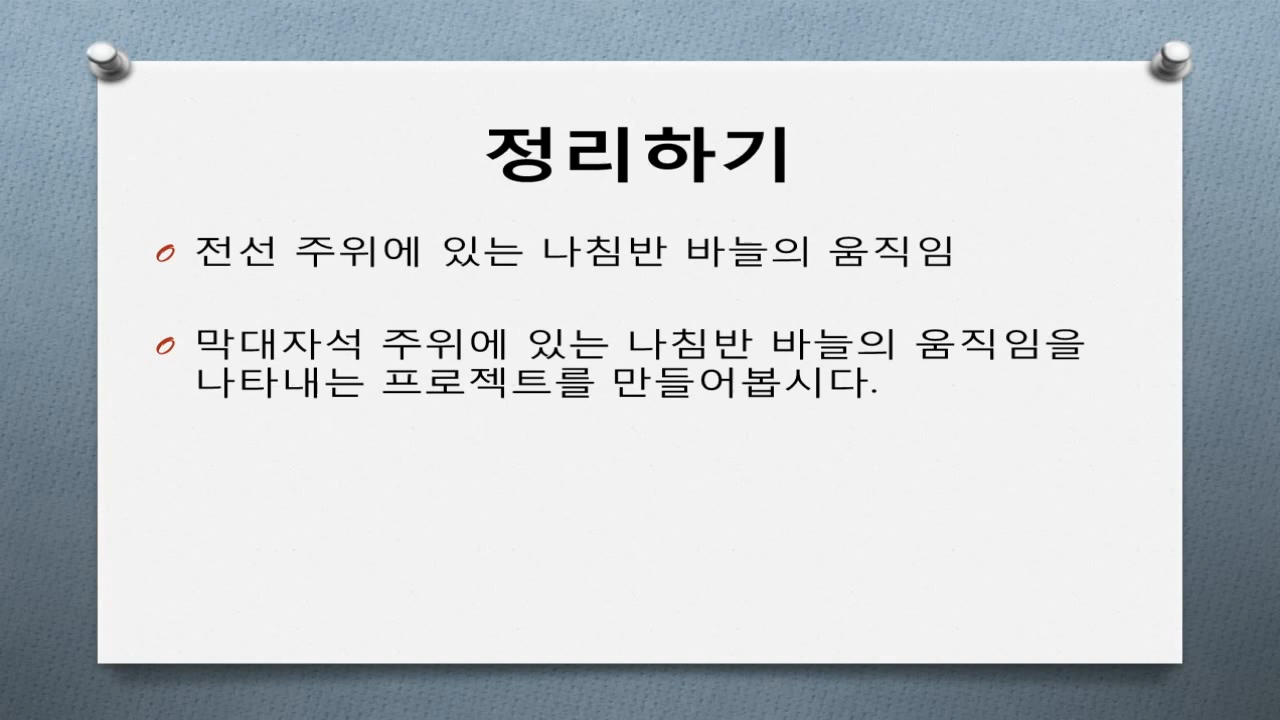 정리하기
전선 주위에 있는 나침반 바늘의 움직임
막대자석 주위에 있는 나침반 바늘의 움직임을
나타내는 프로젝트를 만들어봅시다.